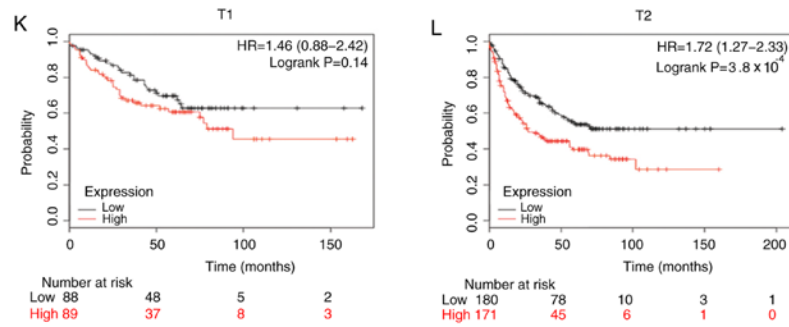 K
T1
HR=1.46 (0.88–2.42)
Logrank P=0.14
Probability
1.0
0.8
0.6
0.4
0.2
0.0
Expression
Low
High
0 50 100 150
Time (months)
Number at risk
Low 88 48 5 2
High 89 37 8 3
L
T2
HR=1.72 (1.27–2.33)
Logrank P=3.8 x 10-4
Probability
1.0
0.8
0.6
0.4
0.2
0.0
Expression
Low
High
0 50 100 150 200
Time (months)
Number at risk
Low 180 78 10 3 1
High 171 45 6 1 0